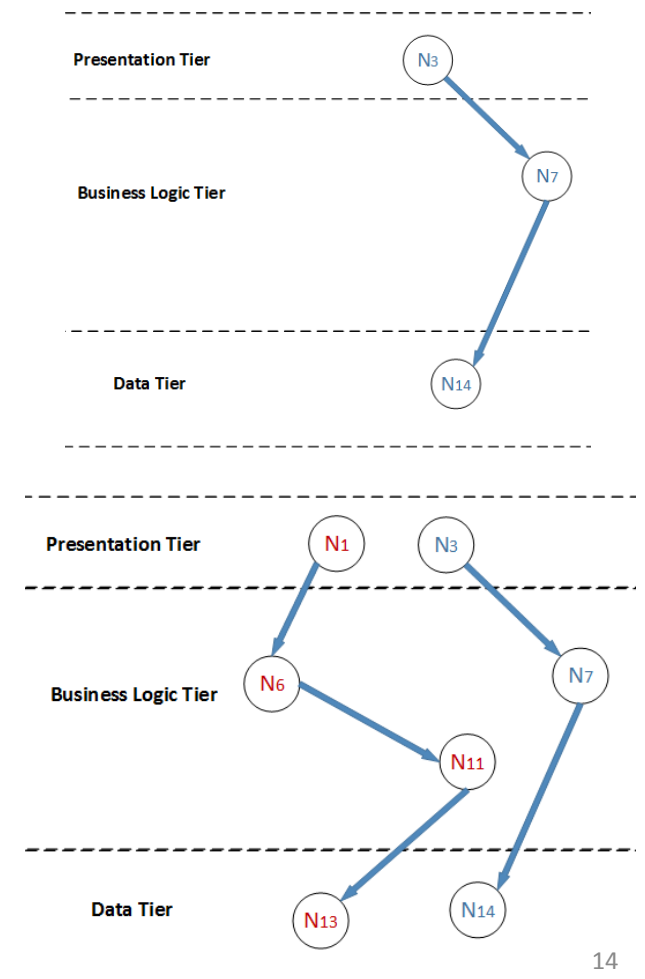 Presentation Tier
N3
N7
Business Logic Tier
Data Tier
N14
Presentation Tier
N1
N3
N6
N7
Business Logic Tier
N11
Data Tier
N13
N14
14